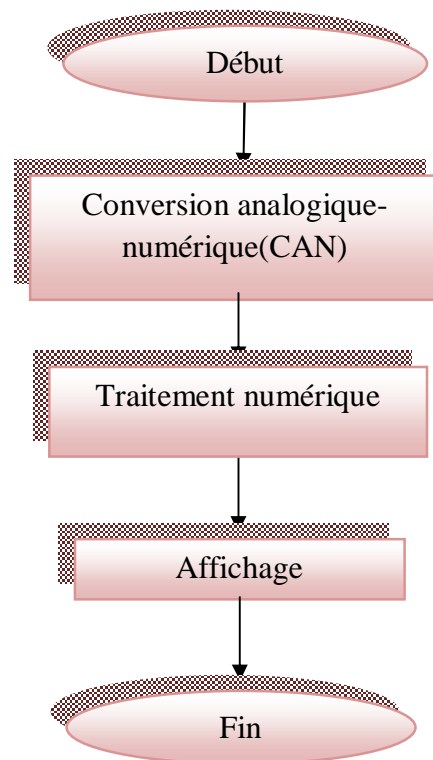 Début
Conversion analogique-
numérique(CAN)
Traitement numérique
Affichage
Fin